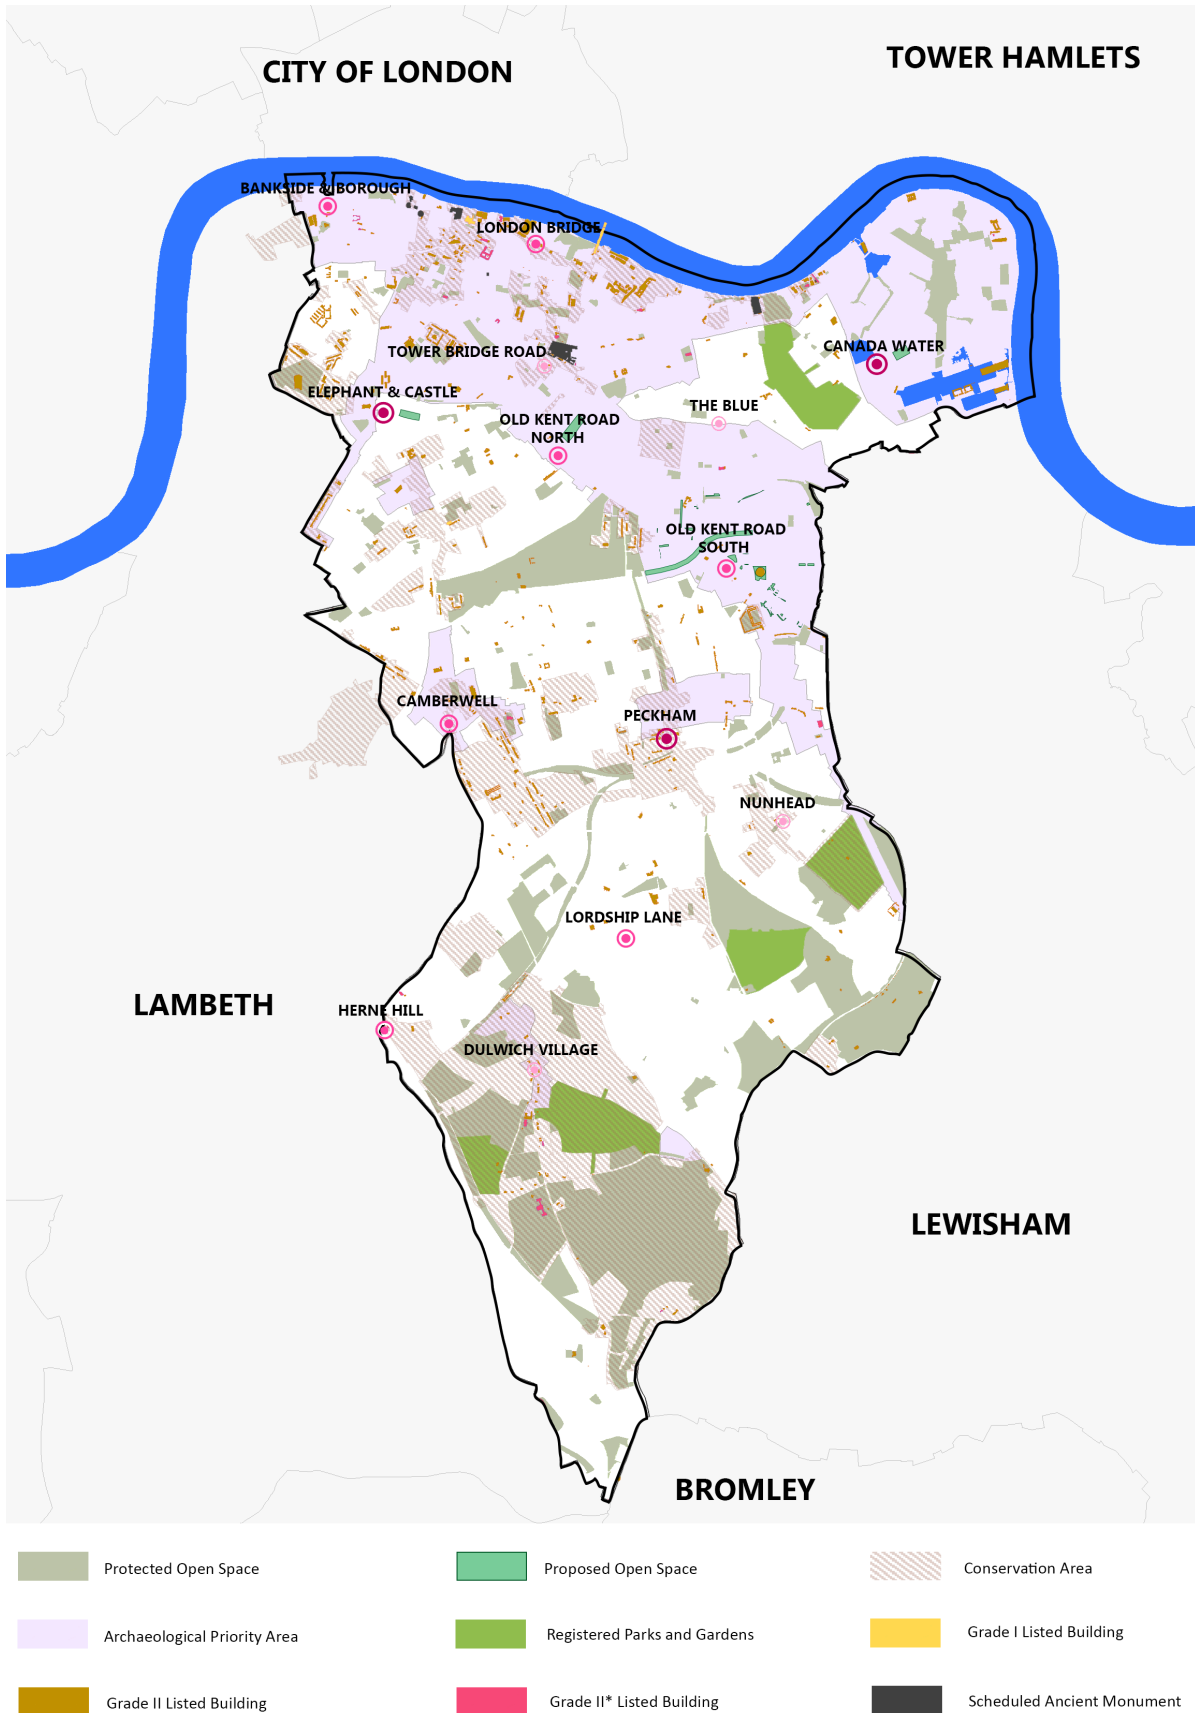 CITY OF LONDON
TOWER HAMLETS
BANKSIDE & BOROUGH
LONDON BRIDGE
TOWER BRIDGE ROAD
CANADA WATER
ELEPHANT & CASTLE
THE BLUE
OLD KENT ROAD
NORTH
OLD KENT ROAD
SOUTH
CAMBERWELL
PECKHAM
NUNHEAD
LORDSHIP LANE
LAMBETH
HERNE HILL
DULWICH VILLAGE
LEWISHAM
BROMLEY
Protected Open Space
Proposed Open Space
Conservation Area
Archaeological Priority Area
Registered Parks and Gardens
Grade I Listed Building
Grade II Listed Building
Grade II* Listed Building
Scheduled Ancient Monument